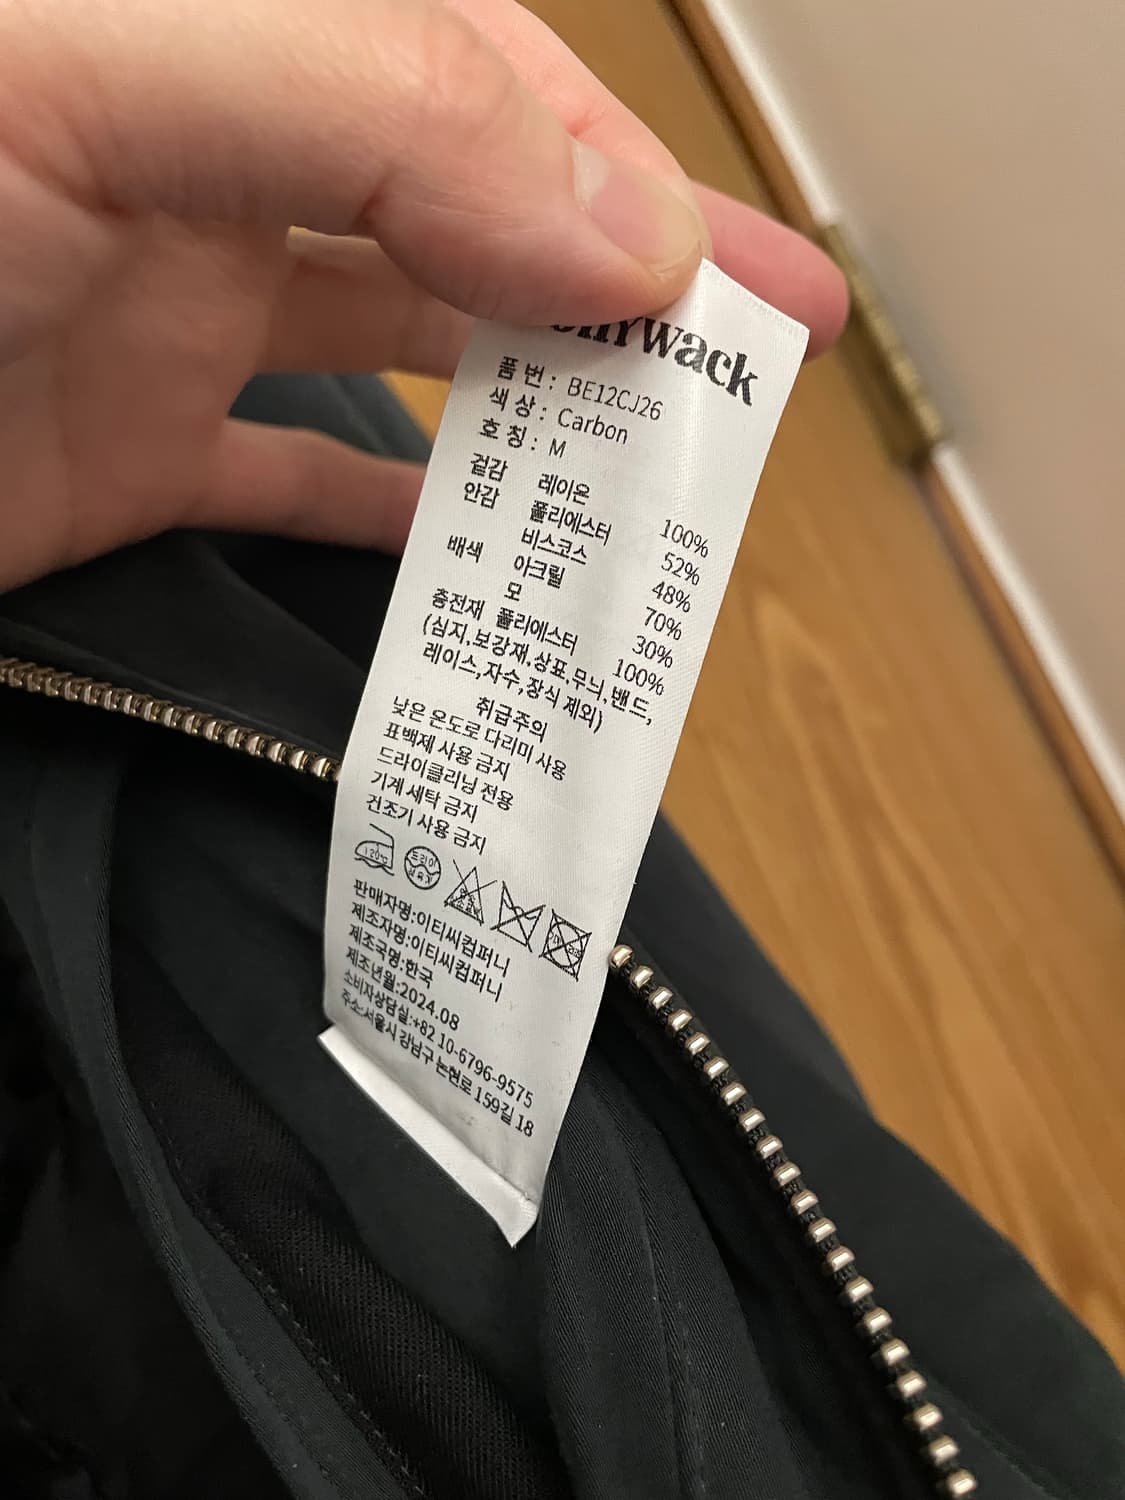 품 번 : BE12CJ26
색 상 : Carbon
호 칭 : M
겉감 레이온 100%
안감 폴리에스터 52%
비스코스 48%
배색 아크릴 70%
모 30%
충전재 폴리에스터 100%
(심지,보강재,상표,무늬,밴드,
레이스,자수,장식 제외)
취급주의
낮은 온도로 다리미 사용
표백제 사용 금지
드라이클리닝 전용
기계 세탁 금지
건조기 사용 금지
120℃ 드라이
판매자명:이티씨컴퍼니
제조자명:이티씨컴퍼니
제조국명:한국
제조년월:2024.08
소비자상담실:+82 10-6796-9575
주소:서울시 강남구 논현로159길 18